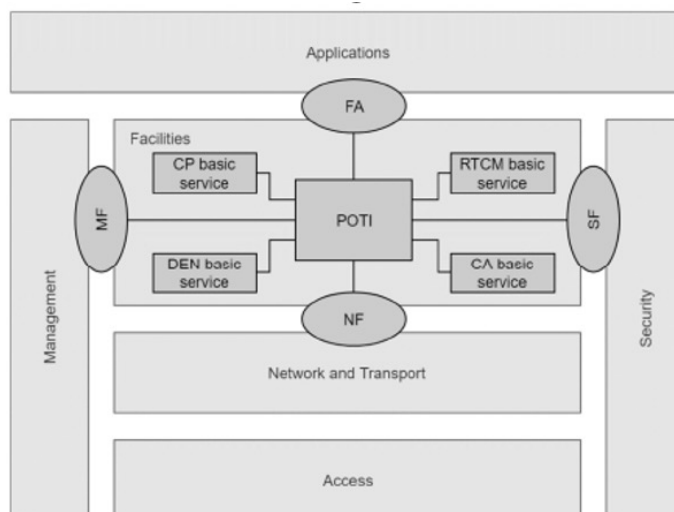 Applications
FA
Facilities
CP basic
service
RTCM basic
service
MF
POTI
SF
DEN basic
service
CA basic
service
NF
Management
Security
Network and Transport
Access